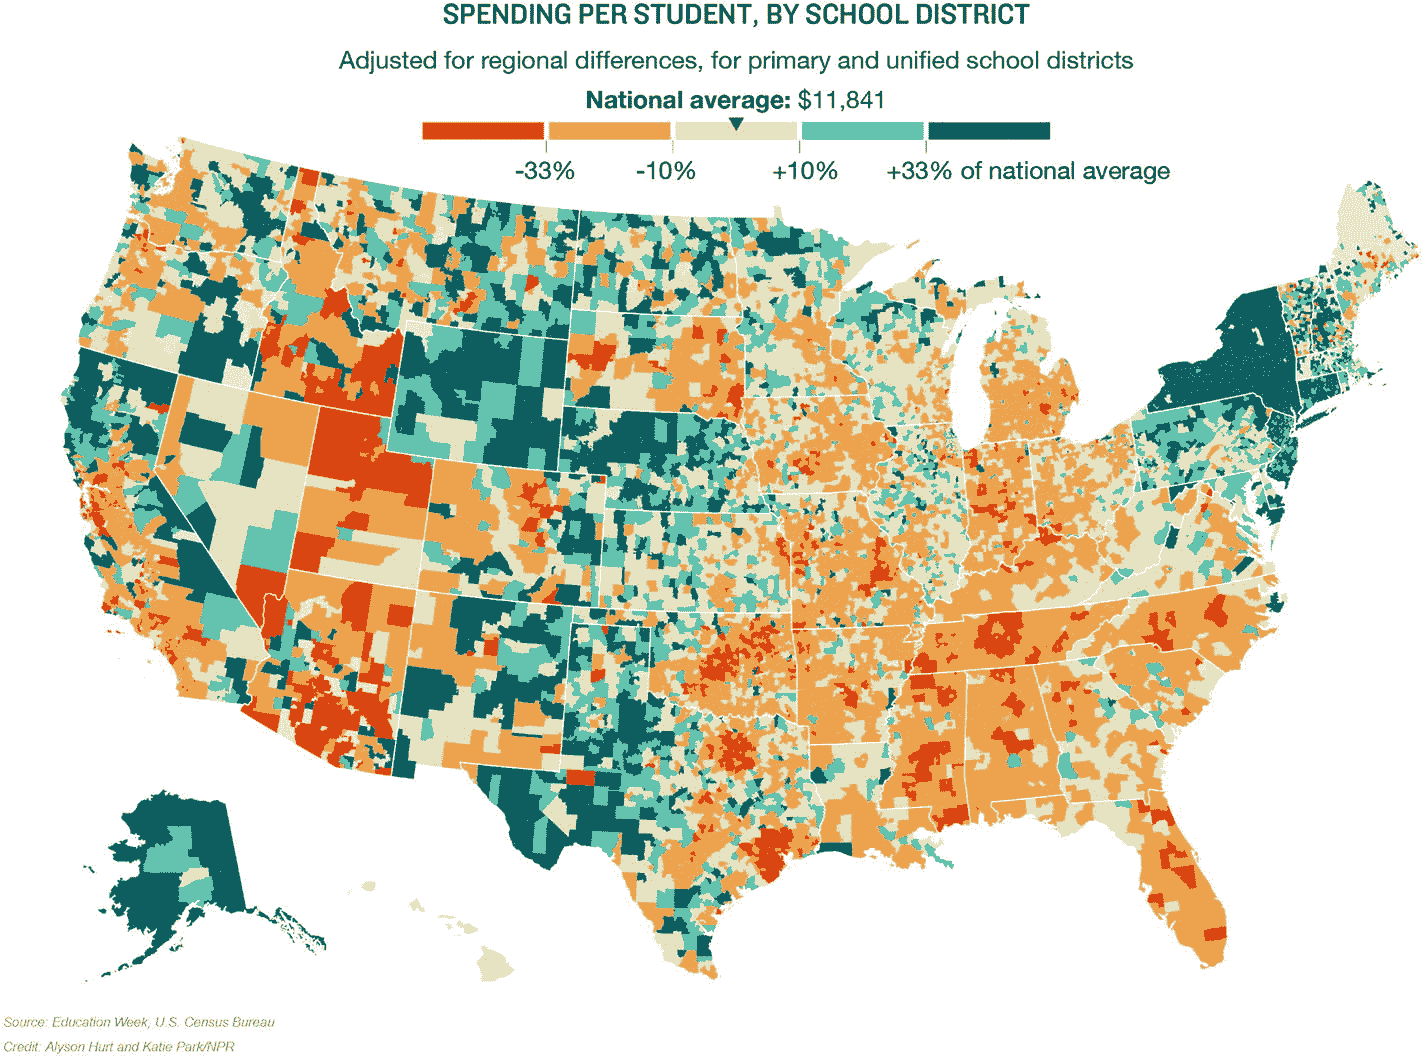 SPENDING PER STUDENT, BY SCHOOL DISTRICT
Adjusted for regional differences, for primary and unified school districts
National average: $11,841
-33% -10% +10% +33% of national average
Source: Education Week, U.S. Census Bureau
Credit: Alyson Hurt and Katie Park/NPR